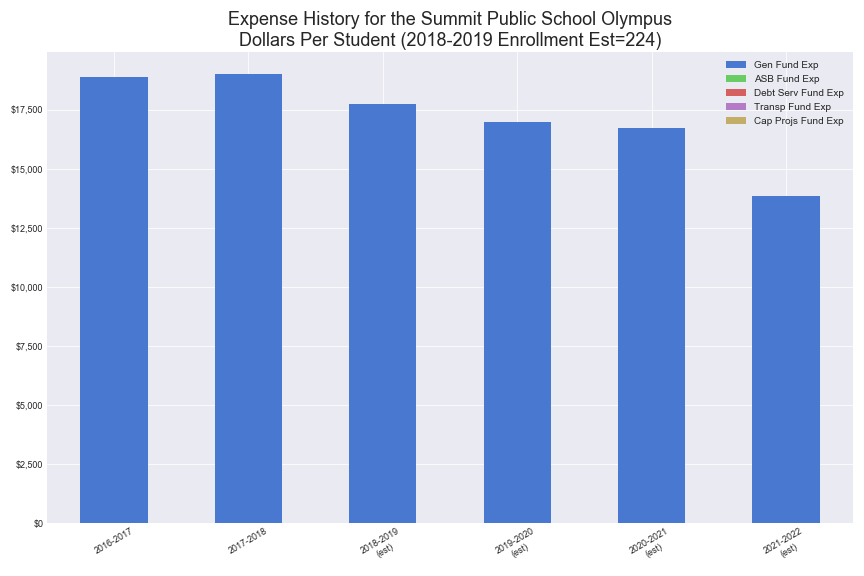 Expense History for the Summit Public School Olympus
Dollars Per Student (2018-2019 Enrollment Est=224)
Gen Fund Exp
ASB Fund Exp
Debt Serv Fund Exp
Transp Fund Exp
Cap Projs Fund Exp
$17,500
$15,000
$12,500
$10,000
$7,500
$5,000
$2,500
$0
2016-2017
2017-2018
2018-2019
(est)
2019-2020
(est)
2020-2021
(est)
2021-2022
(est)